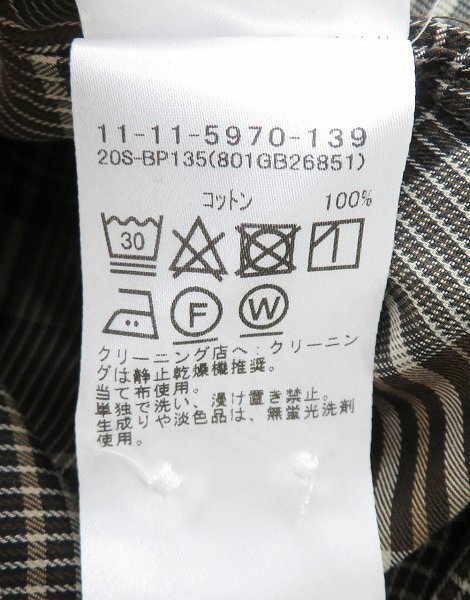 11-11-5970-139
20S-BP135(801GB26851)
コットン 100%
30
F W
クリーニング店へ:クリーニン
グは静止乾燥機推奨。
当て布使用。
単独で洗い、浸け置き禁止。
生成りや淡色品は、無蛍光洗剤